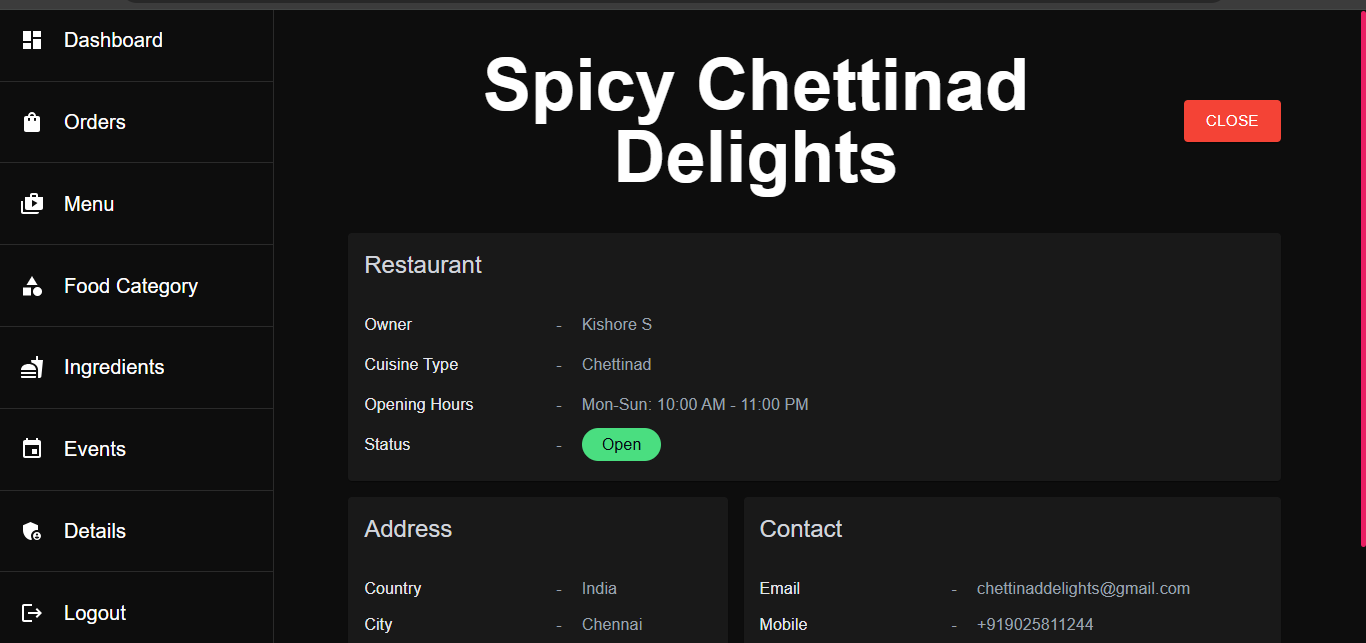 Dashboard
Orders
Menu
Food Category
Ingredients
Events
Details
Logout
Spicy Chettinad
Delights
CLOSE
Restaurant
Owner - Kishore S
Cuisine Type - Chettinad
Opening Hours - Mon-Sun: 10:00 AM - 11:00 PM
Status - Open
Address
Country - India
City - Chennai
Contact
Email - chettinaddelights@gmail.com
Mobile - +919025811244